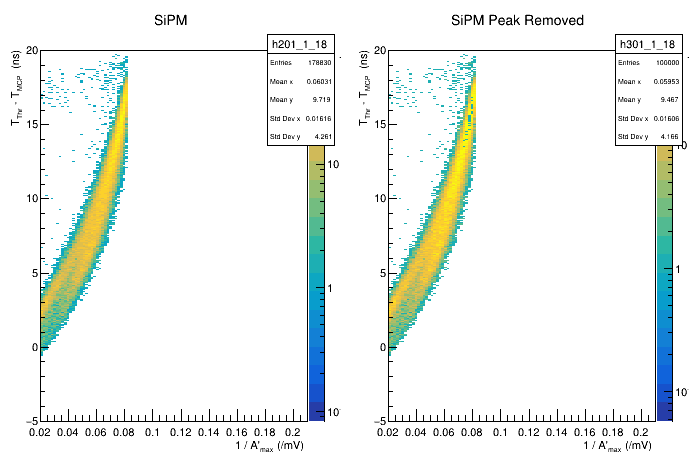 SiPM
T_Thr - T_MCP (ns)
20
15
10
5
0
−5
0.02 0.04 0.06 0.08 0.1 0.12 0.14 0.16 0.18 0.2
1 / A'_max (/mV)
h201_1_18
Entries 178830
Mean x 0.06031
Mean y 9.719
Std Dev x 0.01616
Std Dev y 4.261
10
1
10
SiPM Peak Removed
T_Thr - T_MCP (ns)
20
15
10
5
0
−5
0.02 0.04 0.06 0.08 0.1 0.12 0.14 0.16 0.18 0.2
1 / A'_max (/mV)
h301_1_18
Entries 100000
Mean x 0.05953
Mean y 9.467
Std Dev x 0.01606
Std Dev y 4.166
1
10